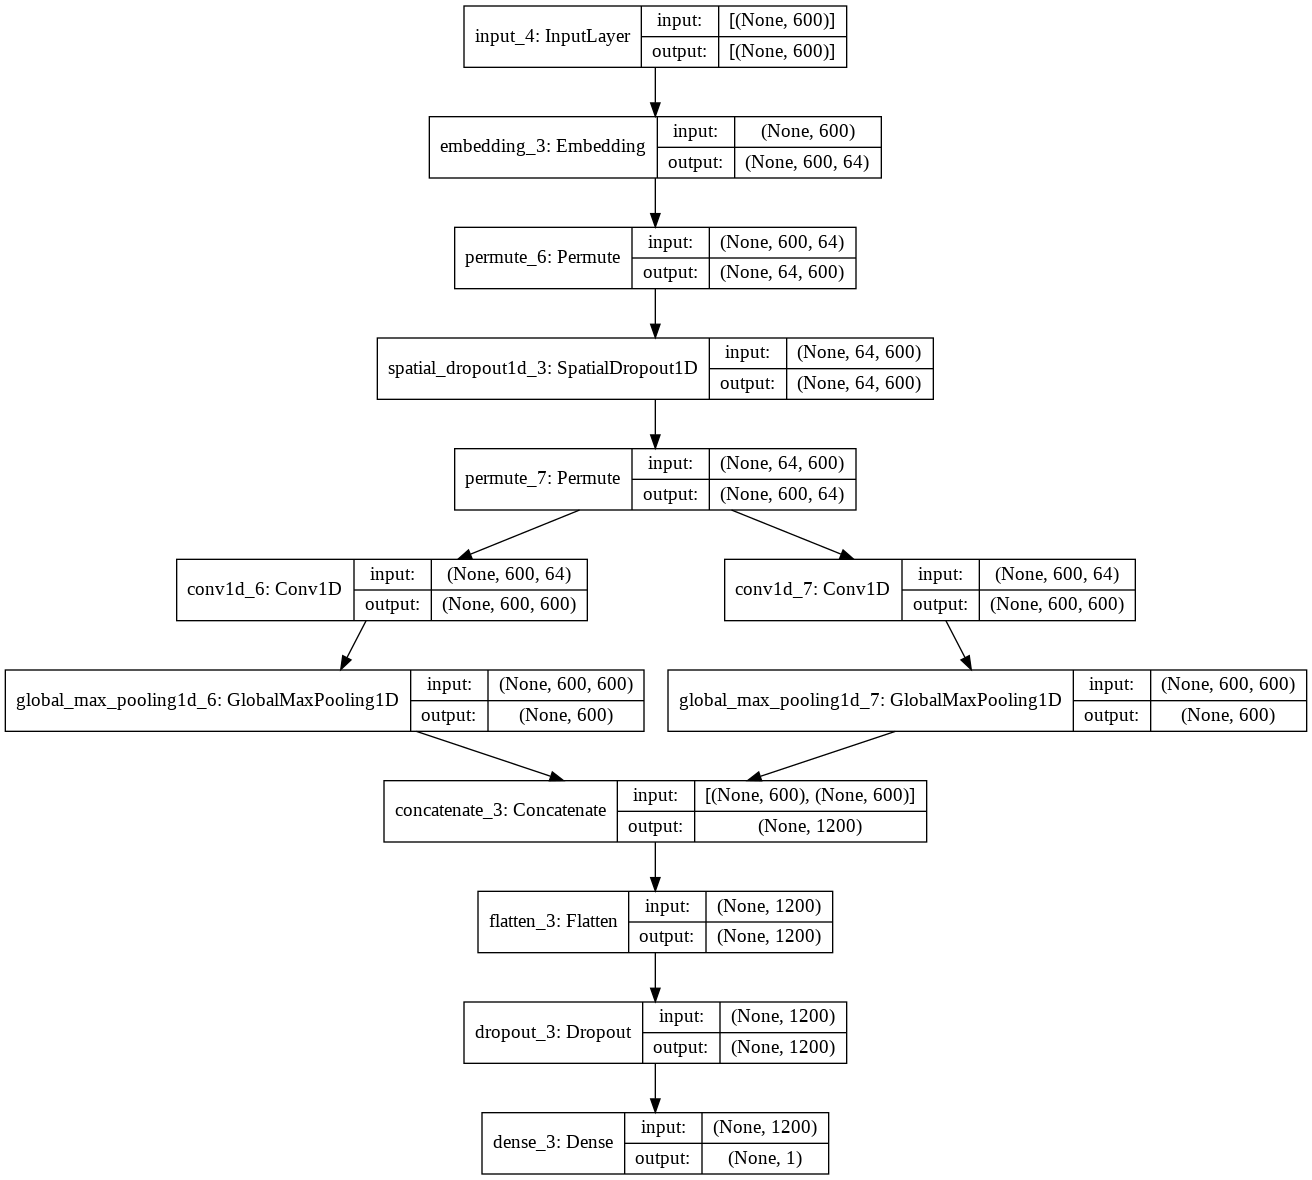 input_4: InputLayer
input:
[(None, 600)]
output:
[(None, 600)]
embedding_3: Embedding
input:
(None, 600)
output:
(None, 600, 64)
permute_6: Permute
input:
(None, 600, 64)
output:
(None, 64, 600)
spatial_dropout1d_3: SpatialDropout1D
input:
(None, 64, 600)
output:
(None, 64, 600)
permute_7: Permute
input:
(None, 64, 600)
output:
(None, 600, 64)
conv1d_6: Conv1D
input:
(None, 600, 64)
output:
(None, 600, 600)
conv1d_7: Conv1D
input:
(None, 600, 64)
output:
(None, 600, 600)
global_max_pooling1d_6: GlobalMaxPooling1D
input:
(None, 600, 600)
output:
(None, 600)
global_max_pooling1d_7: GlobalMaxPooling1D
input:
(None, 600, 600)
output:
(None, 600)
concatenate_3: Concatenate
input:
[(None, 600), (None, 600)]
output:
(None, 1200)
flatten_3: Flatten
input:
(None, 1200)
output:
(None, 1200)
dropout_3: Dropout
input:
(None, 1200)
output:
(None, 1200)
dense_3: Dense
input:
(None, 1200)
output:
(None, 1)